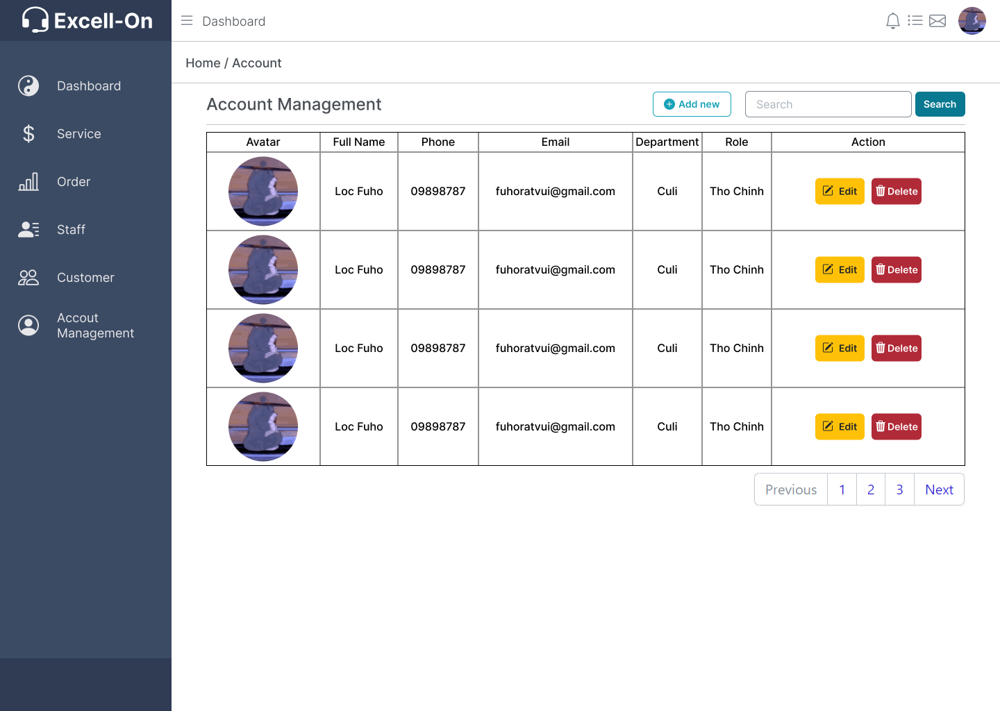 Excell-On
Dashboard
Home / Account
Dashboard
Service
Order
Staff
Customer
Accout
Management
Account Management
Add new
Search
Search
Avatar Full Name Phone Email Department Role Action
Loc Fuho 09898787 fuhoratvui@gmail.com Culi Tho Chinh Edit Delete
Loc Fuho 09898787 fuhoratvui@gmail.com Culi Tho Chinh Edit Delete
Loc Fuho 09898787 fuhoratvui@gmail.com Culi Tho Chinh Edit Delete
Loc Fuho 09898787 fuhoratvui@gmail.com Culi Tho Chinh Edit Delete
Previous 1 2 3 Next